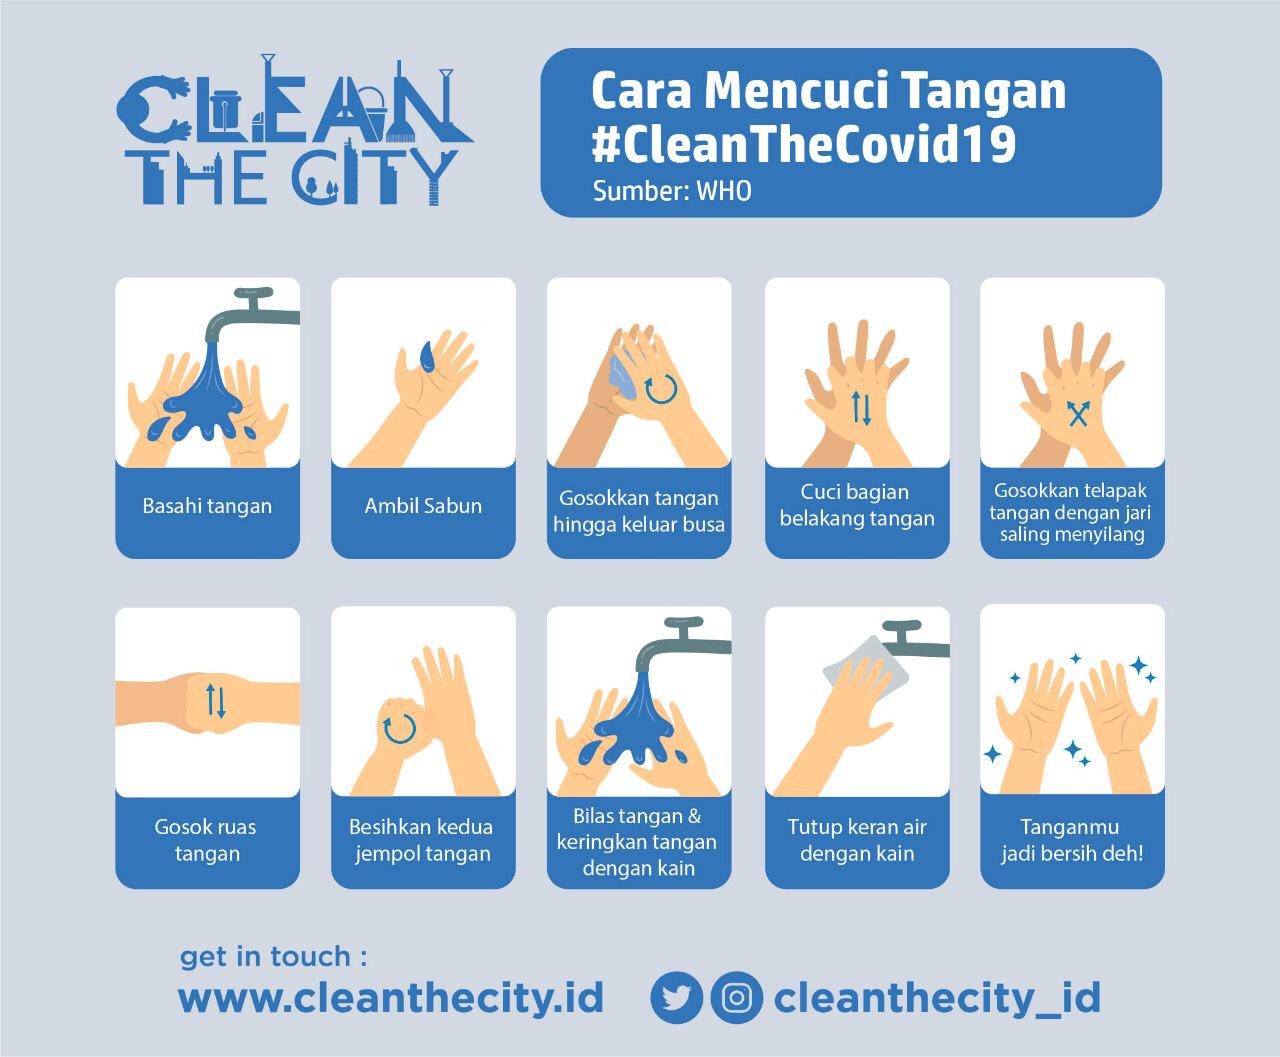 CLEAN
THE CITY
Cara Mencuci Tangan
#CleanTheCovid19
Sumber: WHO
Basahi tangan
Ambil Sabun
Gosokkan tangan
hingga keluar busa
Cuci bagian
belakang tangan
Gosokkan telapak
tangan dengan jari
saling menyilang
Gosok ruas
tangan
Besihkan kedua
jempol tangan
Bilas tangan &
keringkan tangan
dengan kain
Tutup keran air
dengan kain
Tanganmu
jadi bersih deh!
get in touch :
www.cleanthecity.id
cleanthecity_id